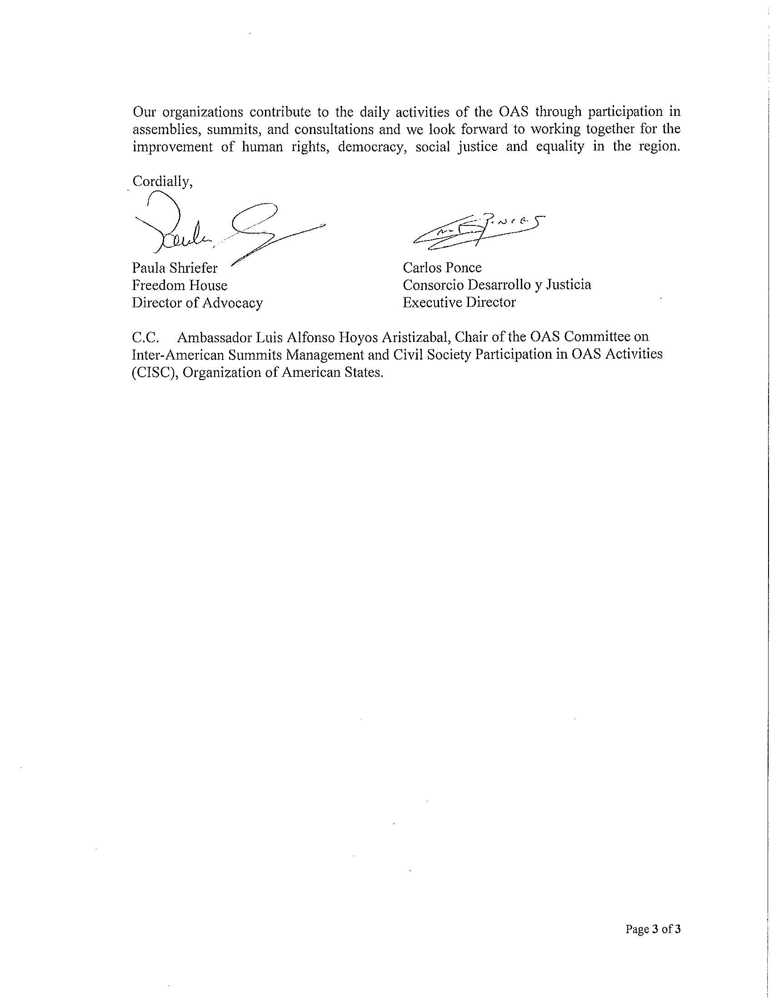 Our organizations contribute to the daily activities of the OAS through participation in
assemblies, summits, and consultations and we look forward to working together for the
improvement of human rights, democracy, social justice and equality in the region.
Cordially,
Paula Shriefer
Freedom House
Director of Advocacy
Carlos Ponce
Consorcio Desarrollo y Justicia
Executive Director
C.C. Ambassador Luis Alfonso Hoyos Aristizabal, Chair of the OAS Committee on
Inter-American Summits Management and Civil Society Participation in OAS Activities
(CISC), Organization of American States.
Page 3 of 3